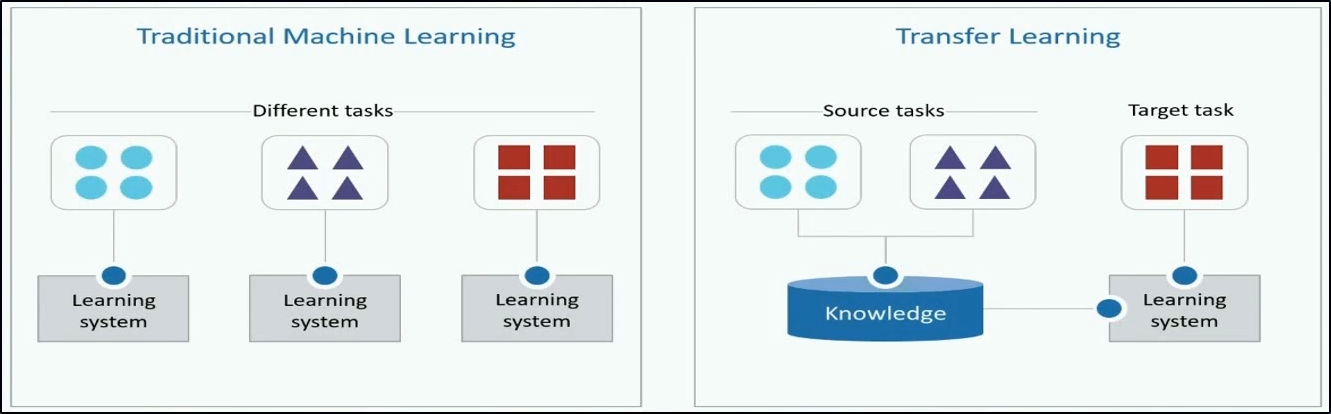 Traditional Machine Learning
Different tasks
Learning
system
Learning
system
Learning
system
Transfer Learning
Source tasks
Target task
Knowledge
Learning
system